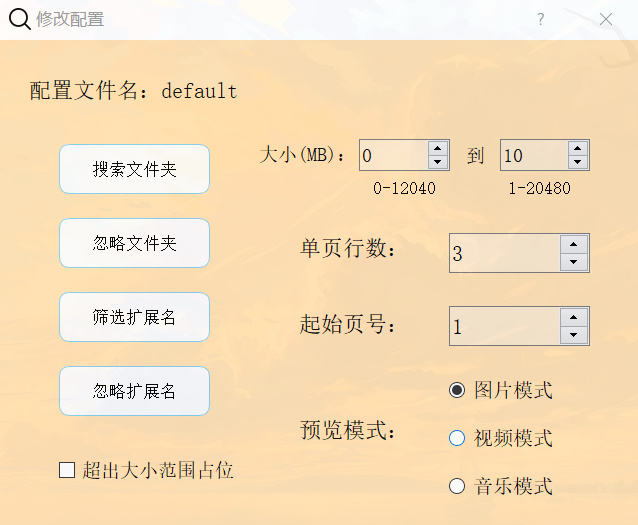 修改配置
配置文件名：default
搜索文件夹
大小(MB)：0 到 10
0-12040 1-20480
忽略文件夹
单页行数：3
筛选扩展名
起始页号：1
忽略扩展名
图片模式
预览模式：
视频模式
超出大小范围占位
音乐模式